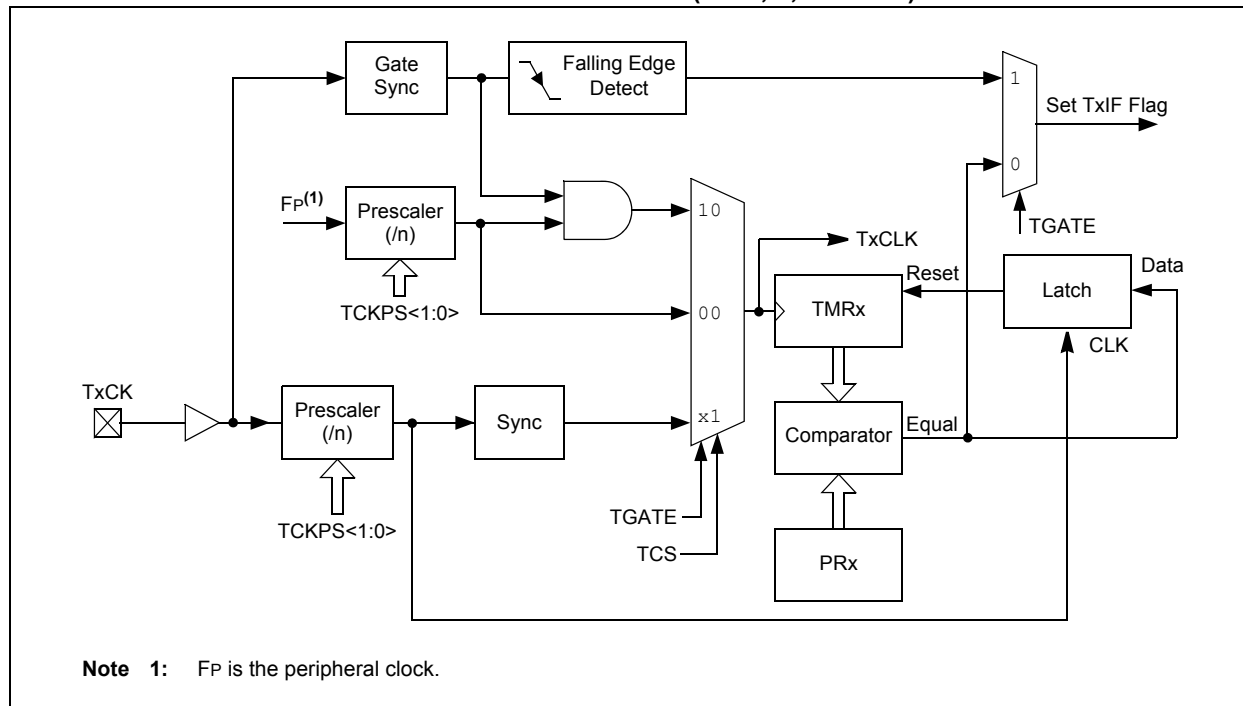 Gate
Sync
Falling Edge
Detect
1
Set TxIF Flag
0
FP(1)
Prescaler
(/n)
10
TGATE
TxCLK
Reset
Data
Latch
TCKPS<1:0>
00
TMRx
CLK
TxCK
Prescaler
(/n)
Sync
x1
Comparator
Equal
TGATE
TCKPS<1:0>
TCS
PRx
Note 1: FP is the peripheral clock.